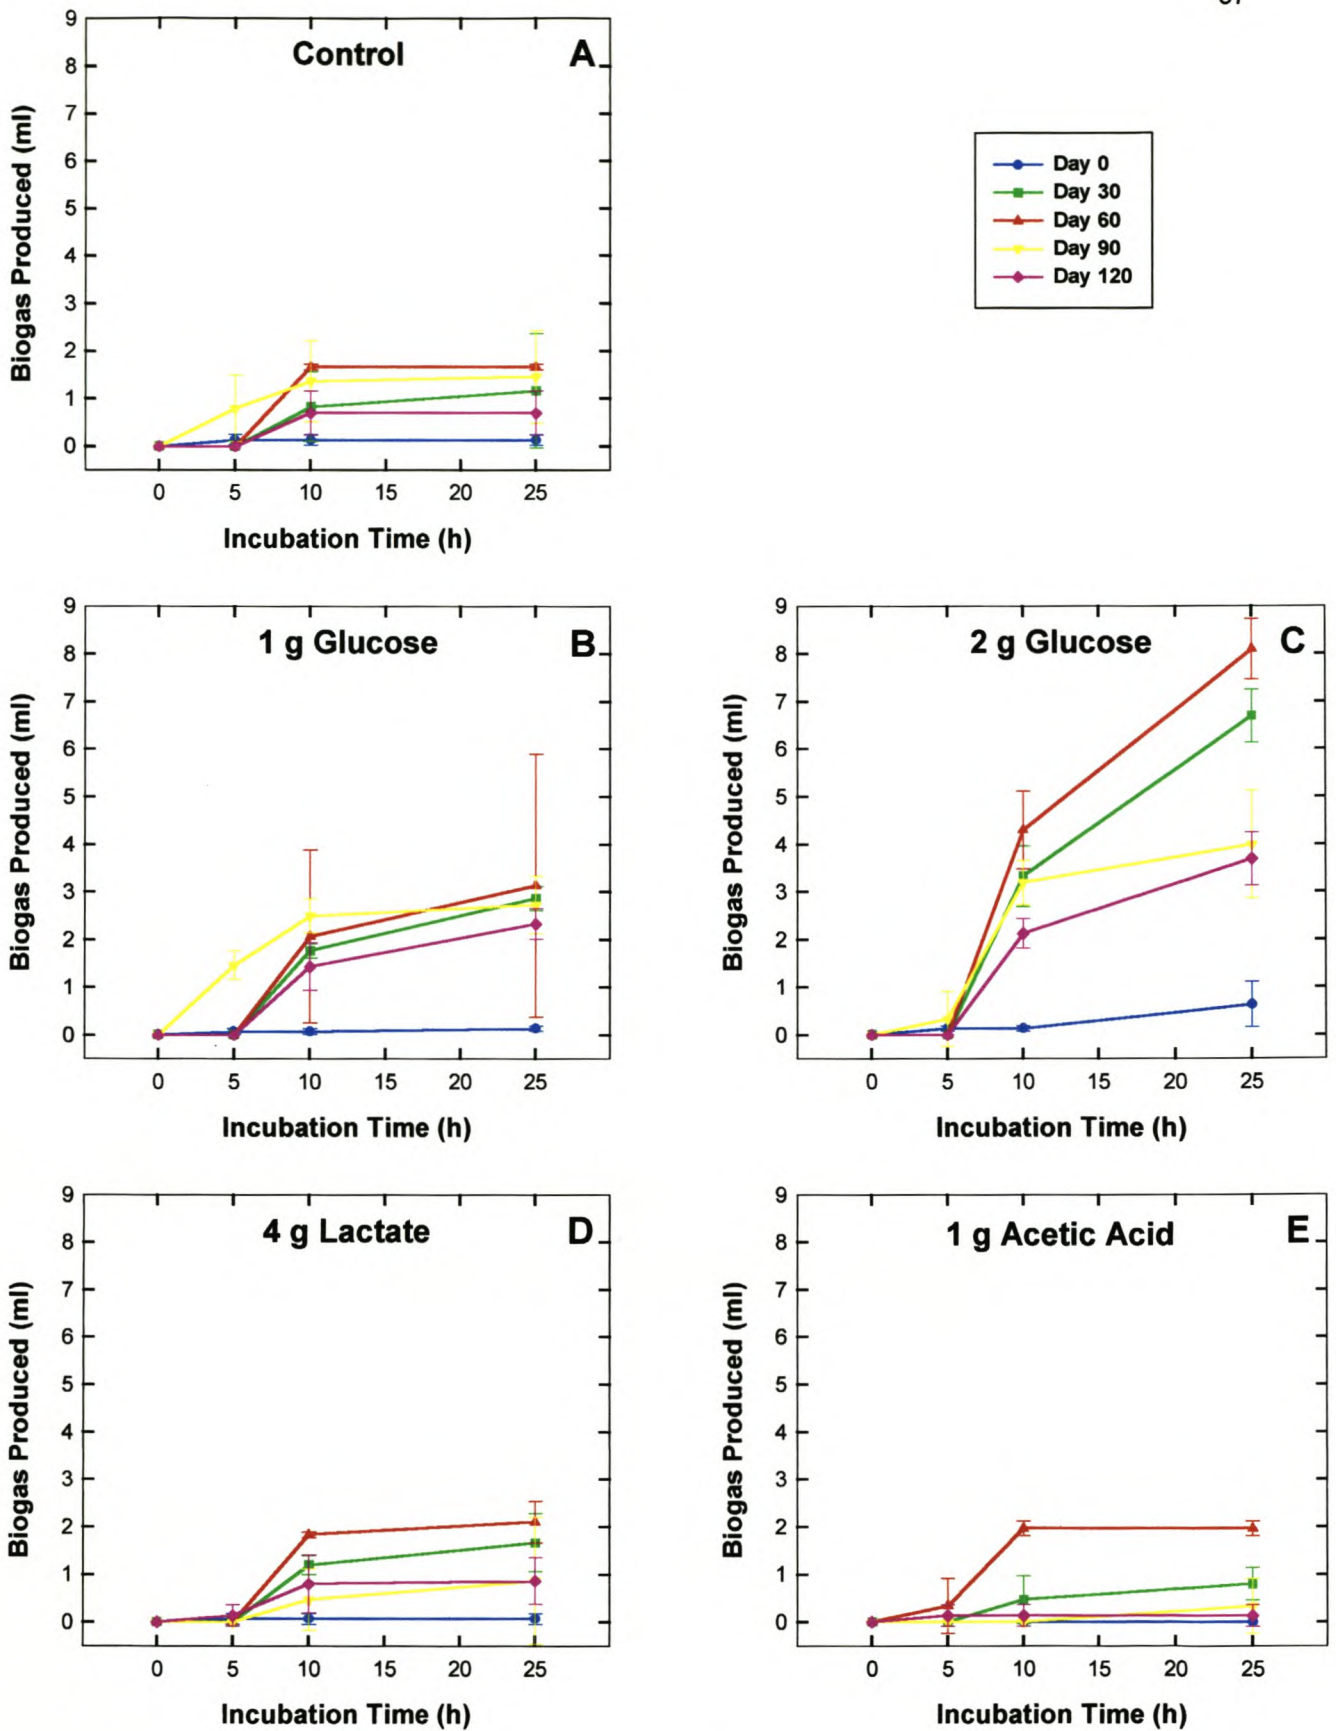 Control A
9
8
7
6
5
4
3
2
1
0
Biogas Produced (ml)
0 5 10 15 20 25
Incubation Time (h)
Day 0
Day 30
Day 60
Day 90
Day 120
1 g Glucose B
9
8
7
6
5
4
3
2
1
0
Biogas Produced (ml)
0 5 10 15 20 25
Incubation Time (h)
2 g Glucose C
9
8
7
6
5
4
3
2
1
0
Biogas Produced (ml)
0 5 10 15 20 25
Incubation Time (h)
4 g Lactate D
9
8
7
6
5
4
3
2
1
0
Biogas Produced (ml)
0 5 10 15 20 25
Incubation Time (h)
1 g Acetic Acid E
9
8
7
6
5
4
3
2
1
0
Biogas Produced (ml)
0 5 10 15 20 25
Incubation Time (h)